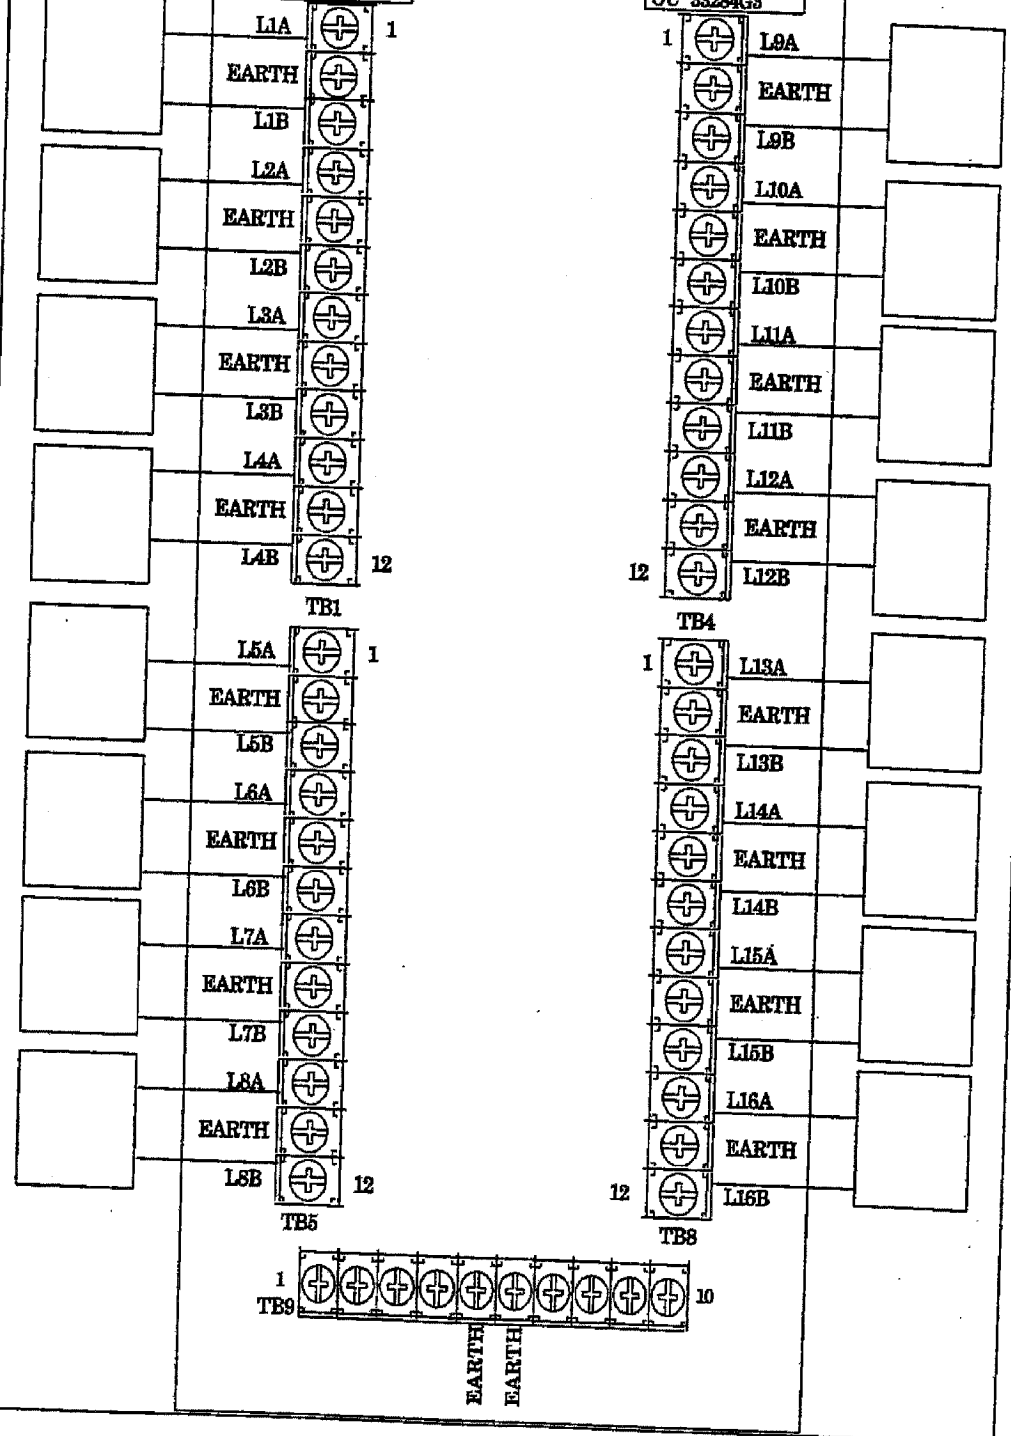 L1A 1
EARTH
L1B
L2A
EARTH
L2B
L3A
EARTH
L3B
L4A
EARTH
L4B 12
TB1
L5A 1
EARTH
L5B
L6A
EARTH
L6B
L7A
EARTH
L7B
L8A
EARTH
L8B 12
TB5
1 L9A
EARTH
L9B
L10A
EARTH
L10B
L11A
EARTH
L11B
L12A
EARTH
12 L12B
TB4
1 L13A
EARTH
L13B
L14A
EARTH
L14B
L15A
EARTH
L15B
L16A
EARTH
12 L16B
TB8
1 10
TB9
EARTH
EARTH